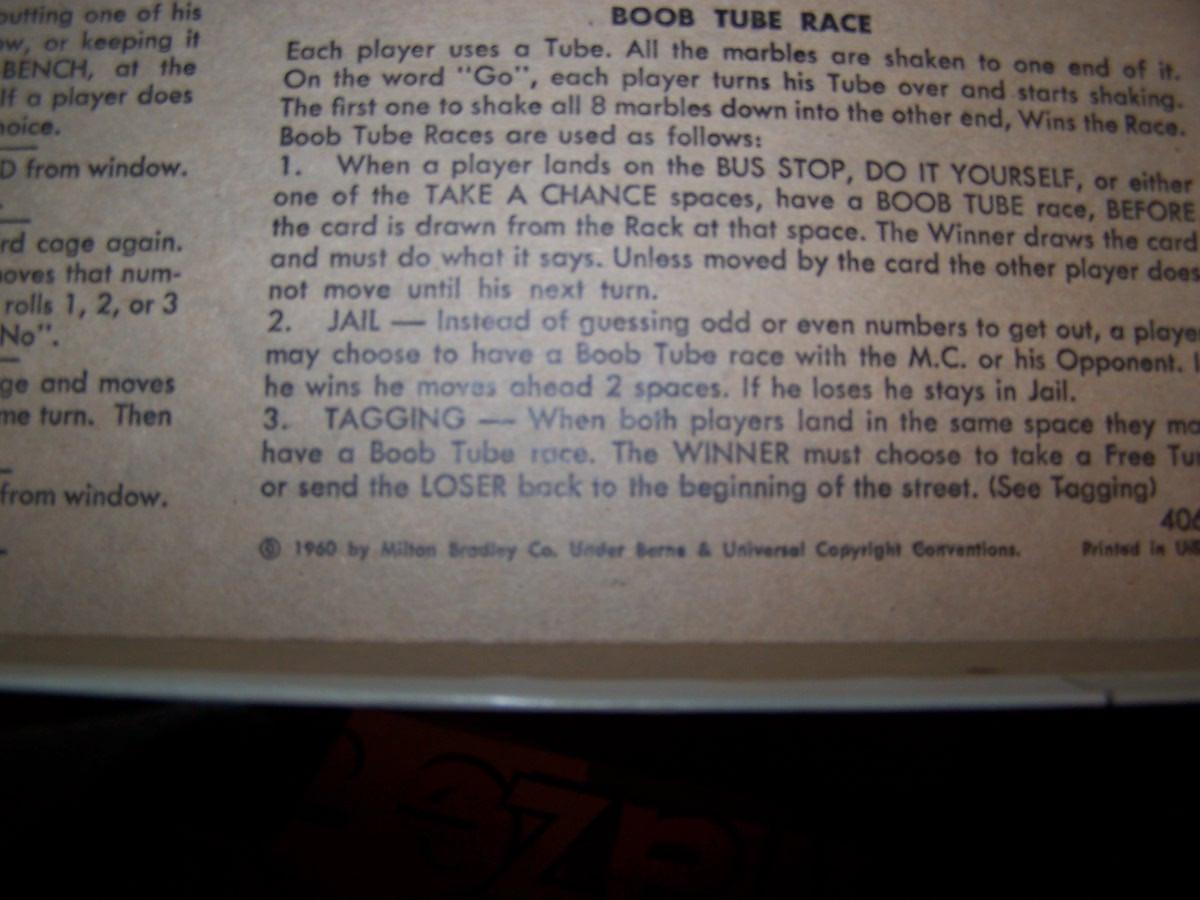 putting one of his
ow, or keeping it
BENCH, at the
If a player does
hoice.
D from window.
rd cage again.
oves that num-
rolls 1, 2, or 3
No".
ge and moves
me turn. Then
from window.
BOOB TUBE RACE
Each player uses a Tube. All the marbles are shaken to one end of it.
On the word "Go", each player turns his Tube over and starts shaking.
The first one to shake all 8 marbles down into the other end, Wins the Race.
Boob Tube Races are used as follows:
1. When a player lands on the BUS STOP, DO IT YOURSELF, or either
one of the TAKE A CHANCE spaces, have a BOOB TUBE race, BEFORE
the card is drawn from the Rack at that space. The Winner draws the card
and must do what it says. Unless moved by the card the other player does
not move until his next turn.
2. JAIL — Instead of guessing odd or even numbers to get out, a playe
may choose to have a Boob Tube race with the M.C. or his Opponent. I
he wins he moves ahead 2 spaces. If he loses he stays in Jail.
3. TAGGING — When both players land in the same space they ma
have a Boob Tube race. The WINNER must choose to take a Free Tu
or send the LOSER back to the beginning of the street. (See Tagging)
© 1960 by Milton Bradley Co. Under Berne & Universal Copyright Conventions. Printed in